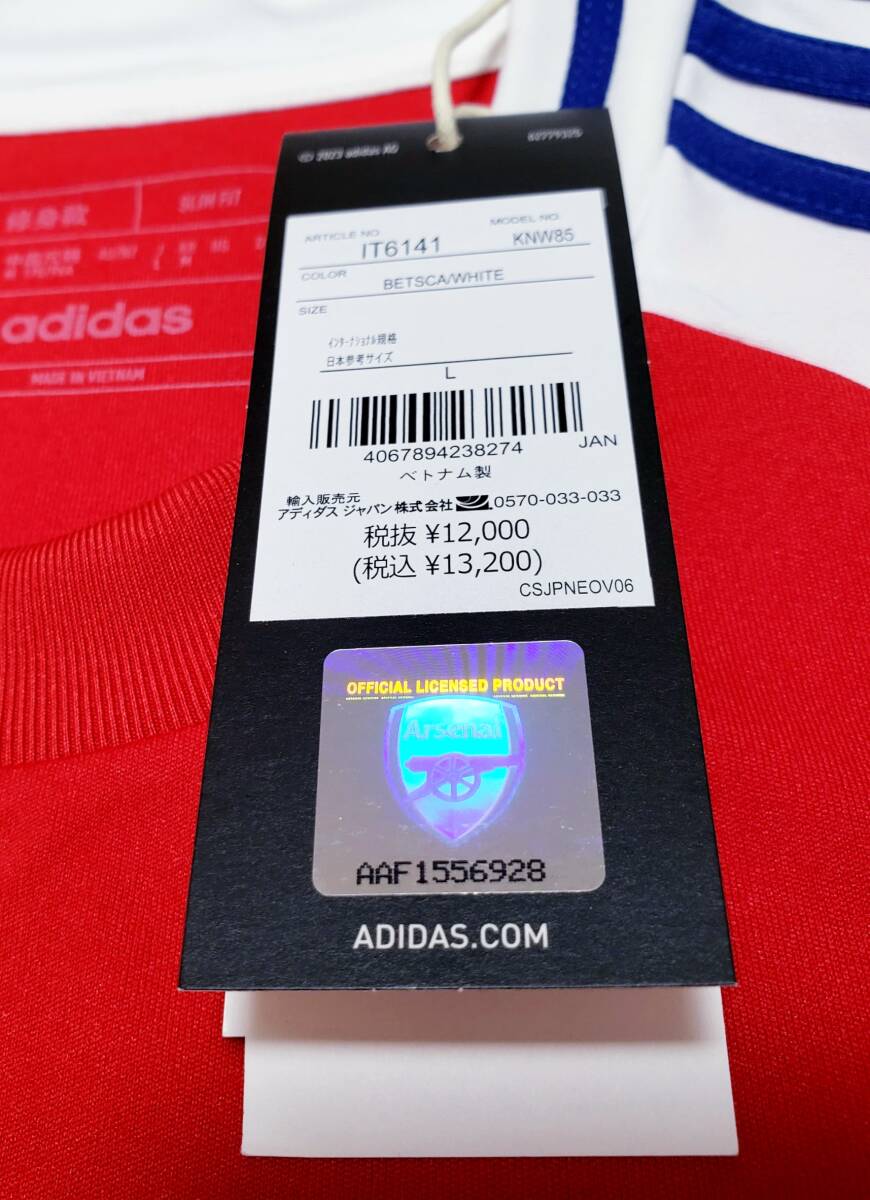 © 2023 adidas AG
62779325
ARTICLE NO.
IT6141
MODEL NO.
KNW85
COLOR
BETSCA/WHITE
SIZE
インターナショナル規格
日本参考サイズ
L
4067894238274
JAN
ベトナム製
輸入販売元
アディダス ジャパン株式会社
0570-033-033
税抜 ¥12,000
(税込 ¥13,200)
CSJPNEOV06
OFFICIAL LICENSED PRODUCT
Arsenal
AAF1556928
ADIDAS.COM
修身款
SLIM FIT
adidas
MADE IN VIETNAM